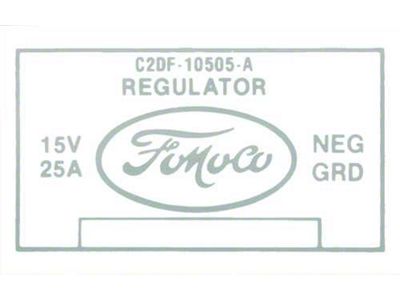 C2DF-10505-A
REGULATOR
15V
25A
FoMoCo
NEG
GRD